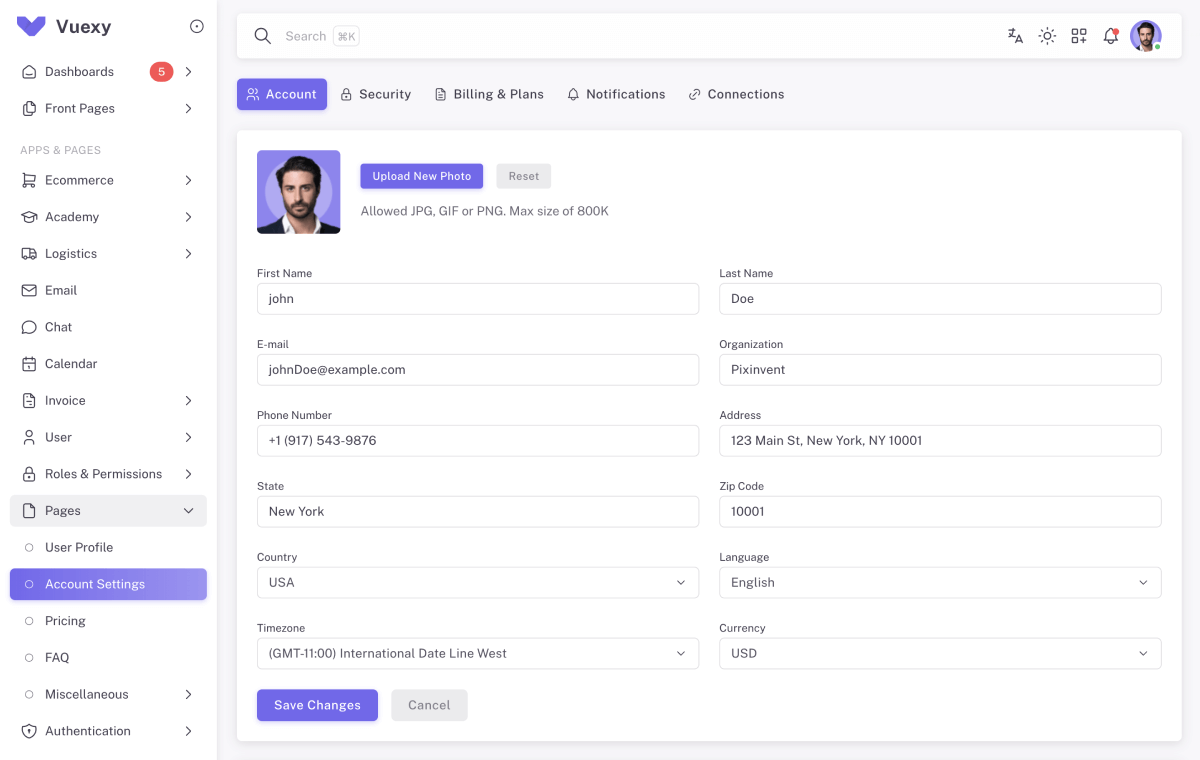 Vuexy
Dashboards 5
Front Pages
APPS & PAGES
Ecommerce
Academy
Logistics
Email
Chat
Calendar
Invoice
User
Roles & Permissions
Pages
User Profile
Account Settings
Pricing
FAQ
Miscellaneous
Authentication
Search ⌘K
Account Security Billing & Plans Notifications Connections
Upload New Photo Reset
Allowed JPG, GIF or PNG. Max size of 800K
First Name Last Name
john Doe
E-mail Organization
johnDoe@example.com Pixinvent
Phone Number Address
+1 (917) 543-9876 123 Main St, New York, NY 10001
State Zip Code
New York 10001
Country Language
USA English
Timezone Currency
(GMT-11:00) International Date Line West USD
Save Changes Cancel